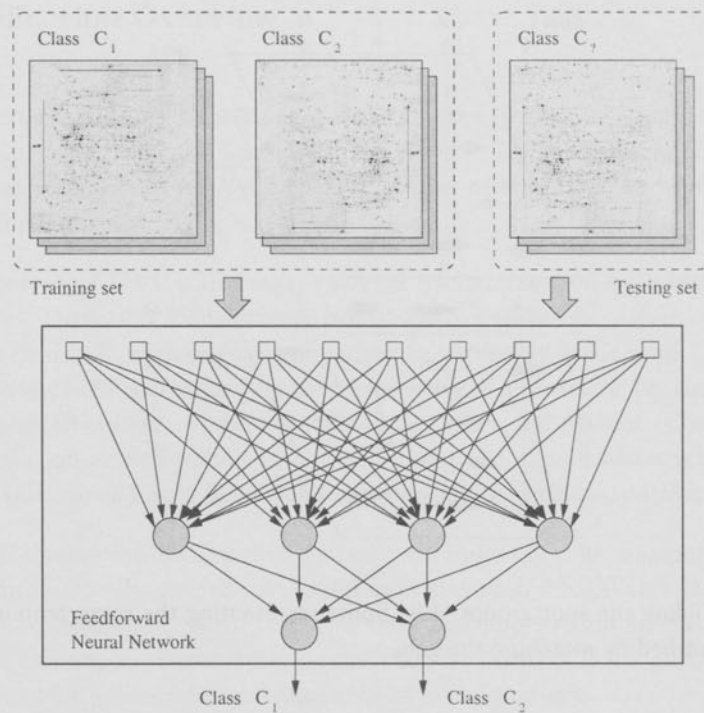 Class C1
Class C2
Class C?
Training set
Testing set
Feedforward
Neural Network
Class C1
Class C2